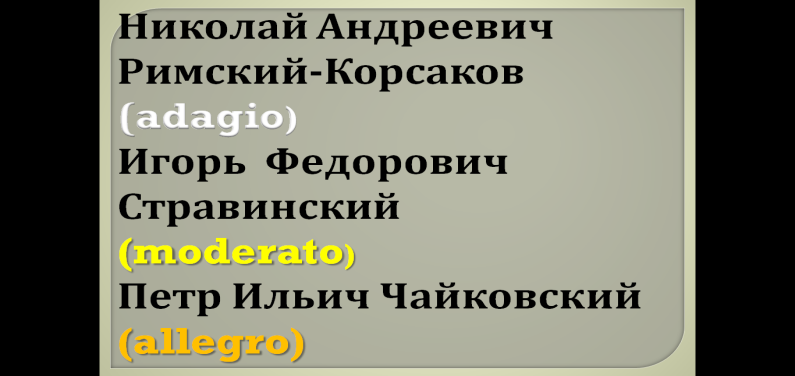 Николай Андреевич
Римский-Корсаков
(adagio)
Игорь Федорович
Стравинский
(moderato)
Петр Ильич Чайковский
(allegro)